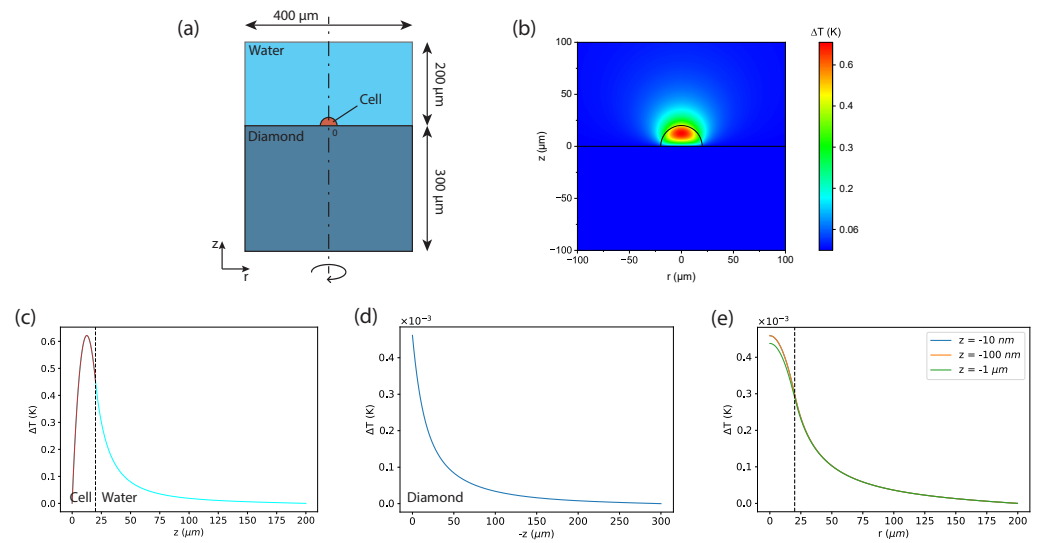 (a)
400 μm
Water
Cell
0
Diamond
200 μm
300 μm
z
r
(b)
ΔT (K)
100
50
0
−50
−100
z (μm)
−100
−50
0
50
100
r (μm)
0.6
0.4
0.3
0.2
0.06
(c)
0.6
0.5
0.4
0.3
0.2
0.1
0.0
ΔT (K)
Cell
Water
0
25
50
75
100
125
150
175
200
z (μm)
(d)
×10⁻³
0.4
0.3
0.2
0.1
0.0
ΔT (K)
Diamond
0
50
100
150
200
250
300
-z (μm)
(e)
×10⁻³
0.4
0.3
0.2
0.1
0.0
ΔT (K)
z = -10 nm
z = -100 nm
z = -1 μm
0
25
50
75
100
125
150
175
200
r (μm)